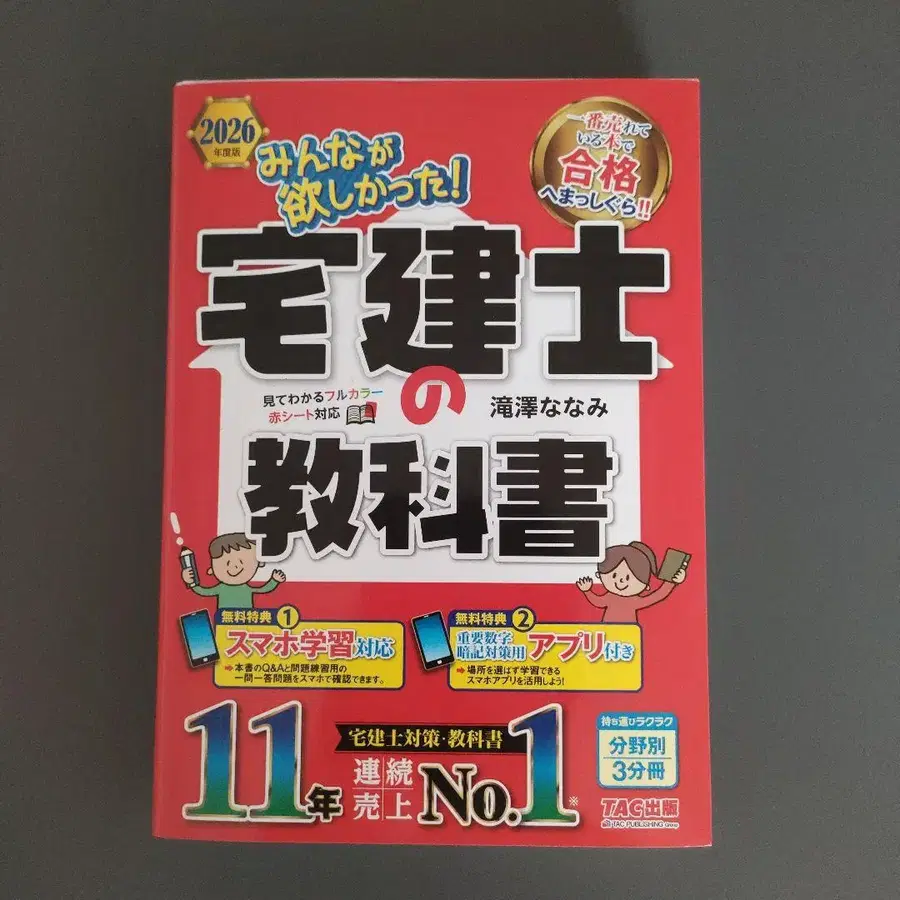 2026
年度版
みんなが
欲しかった!
一番売れて
いる本で
合格
へまっしぐら!!
宅建士
の
見てわかるフルカラー
赤シート対応
滝澤ななみ
教科書
無料特典 1
スマホ学習対応
➡本書のQ&Aと問題練習用の
一問一答問題をスマホで確認できます。
無料特典 2
重要数字
暗記対策用 アプリ付き
➡場所を選ばず学習できる
スマホアプリを活用しよう!
11年
宅建士対策・教科書
連続
売上
No.1※
持ち運びラクラク
分野別
3分冊
TAC出版
TAC PUBLISHING Group